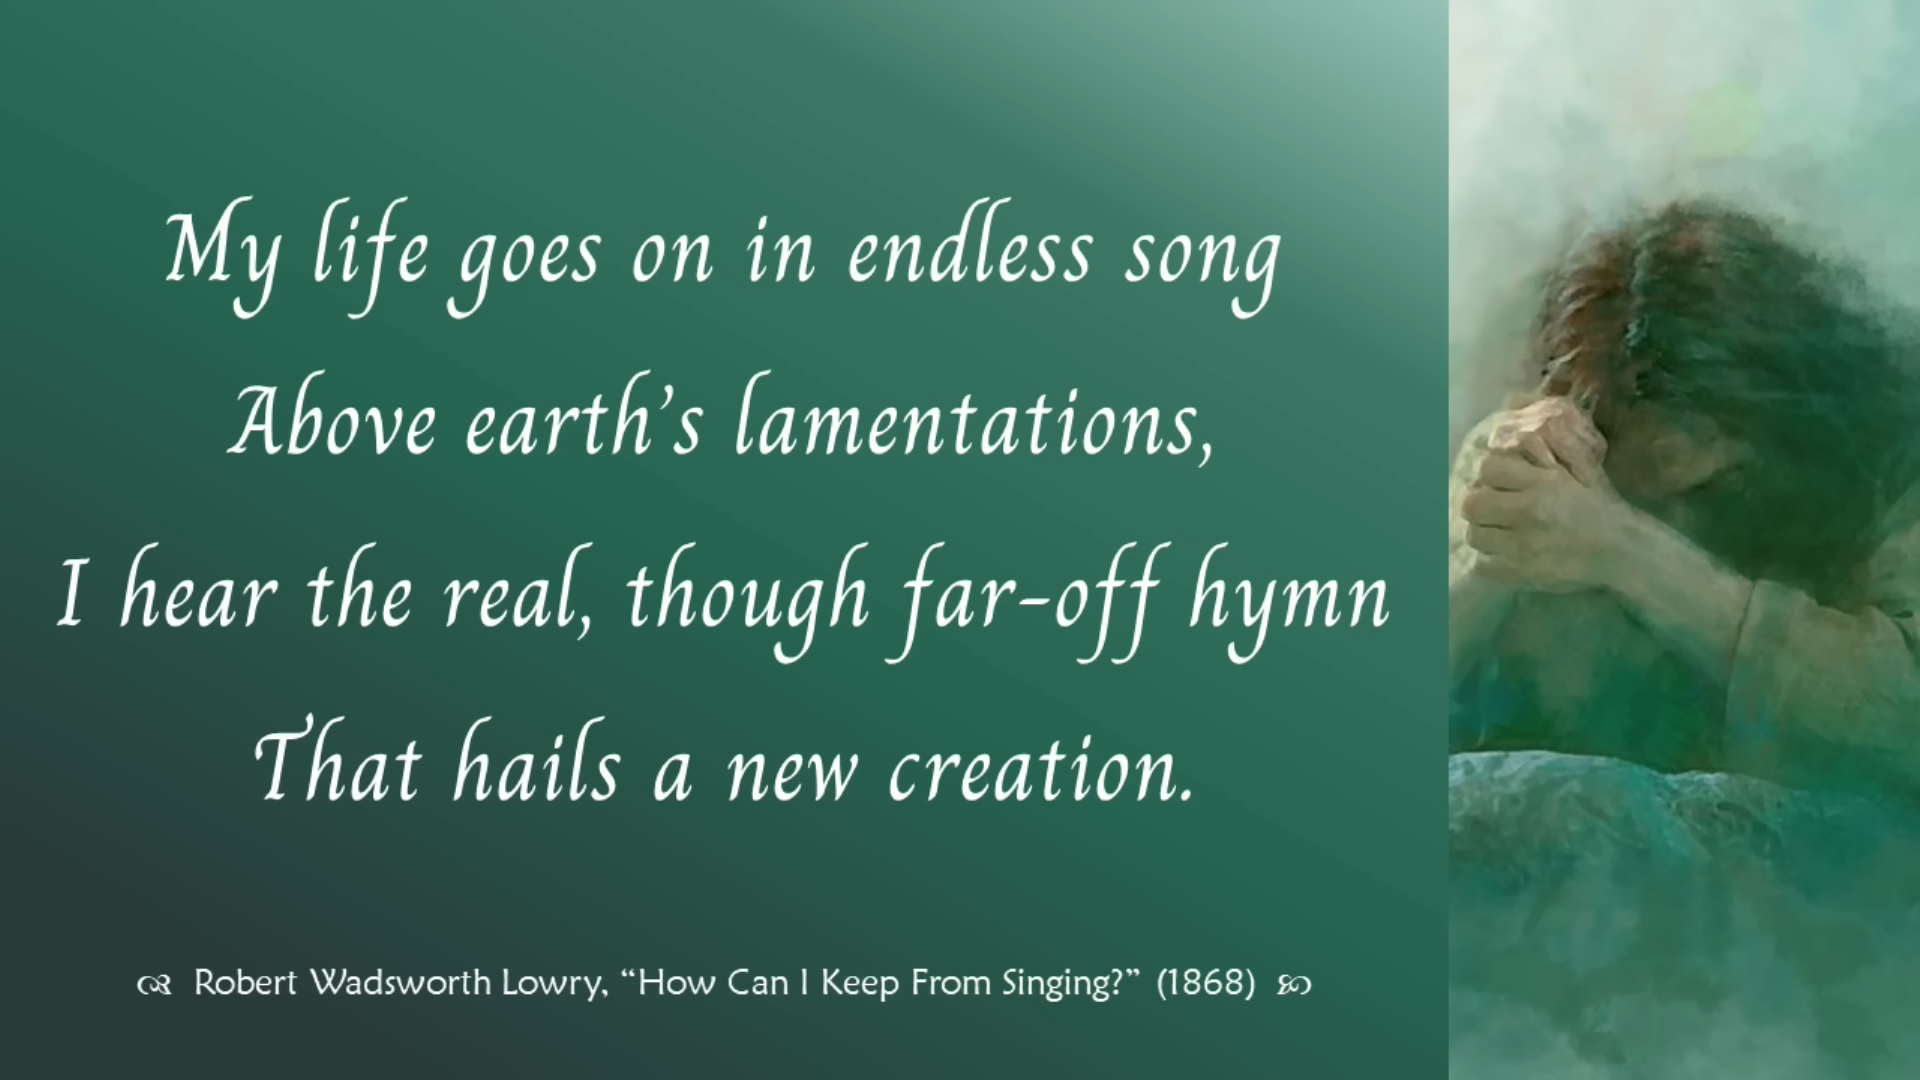 My life goes on in endless song
Above earth’s lamentations,
I hear the real, though far-off hymn
That hails a new creation.
Robert Wadsworth Lowry, “How Can I Keep From Singing?” (1868)